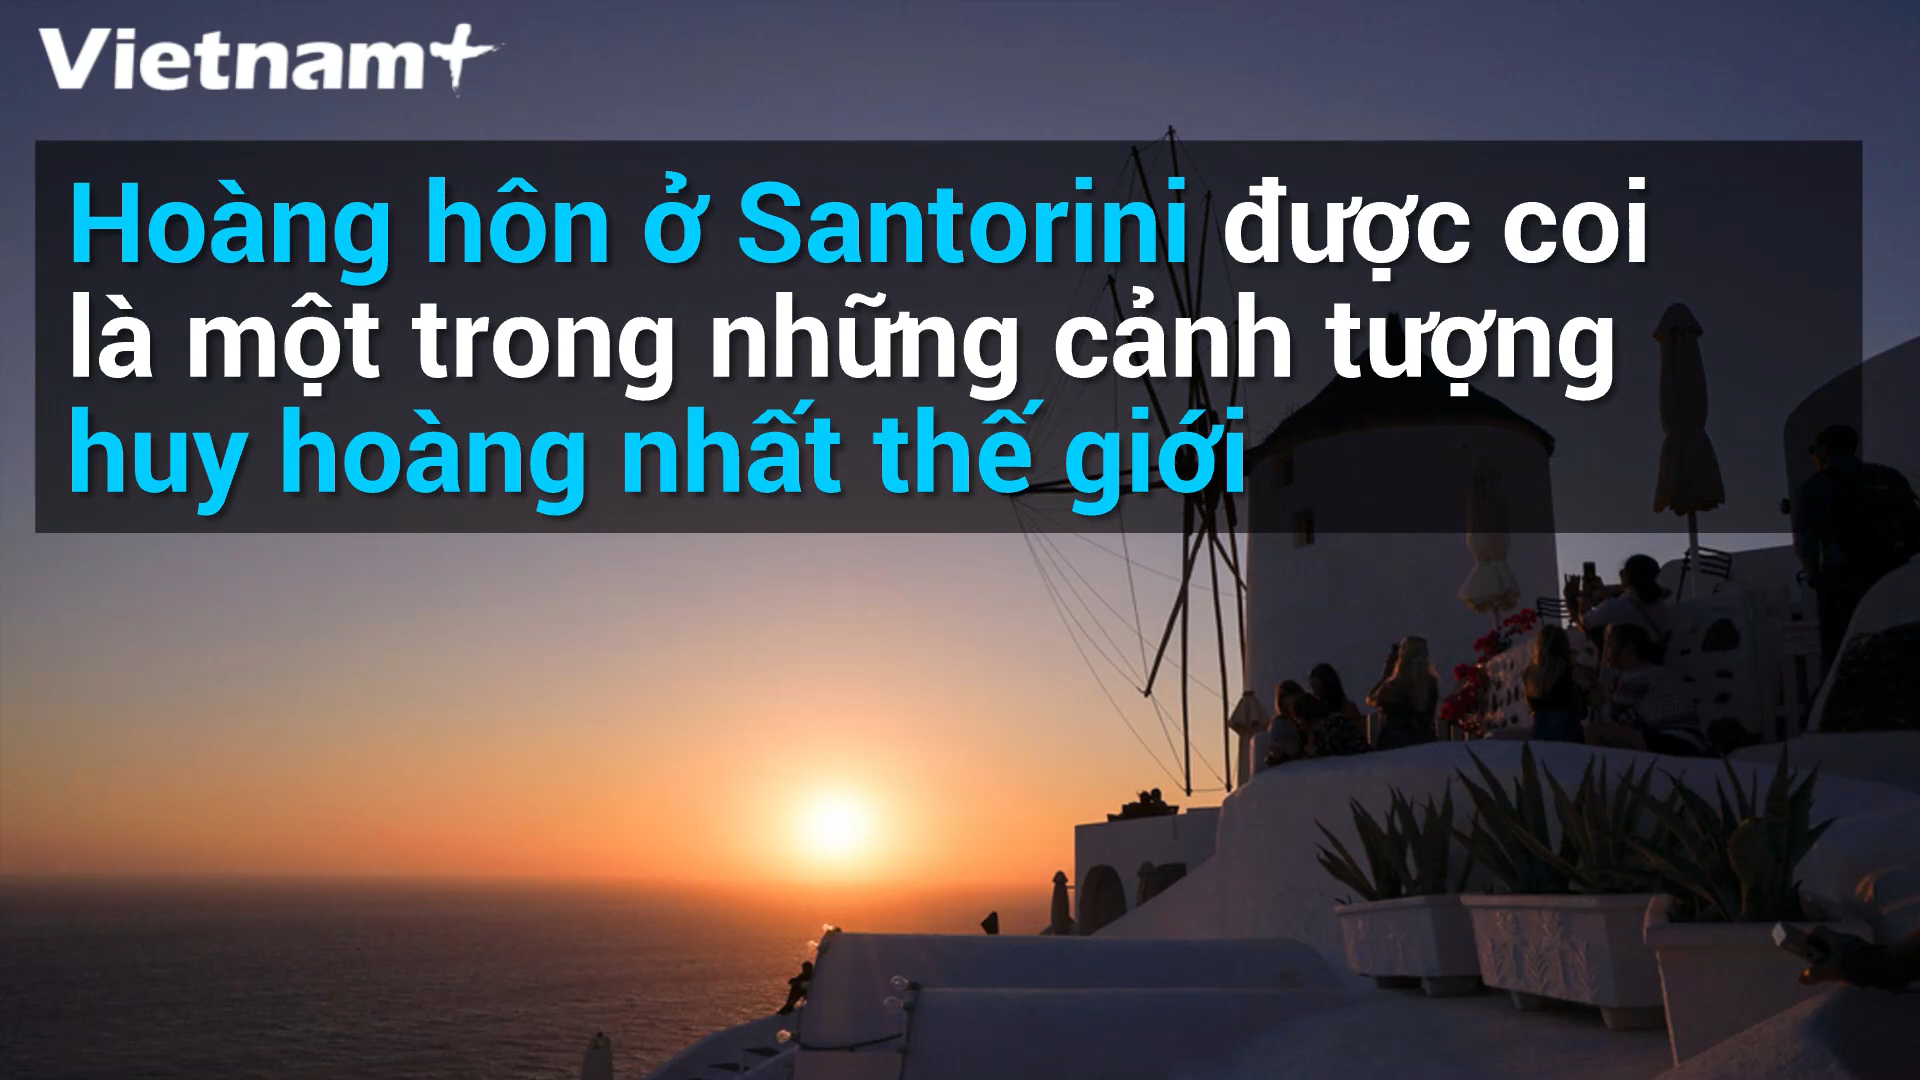 Vietnam+
Hoàng hôn ở Santorini được coi
là một trong những cảnh tượng
huy hoàng nhất thế giới